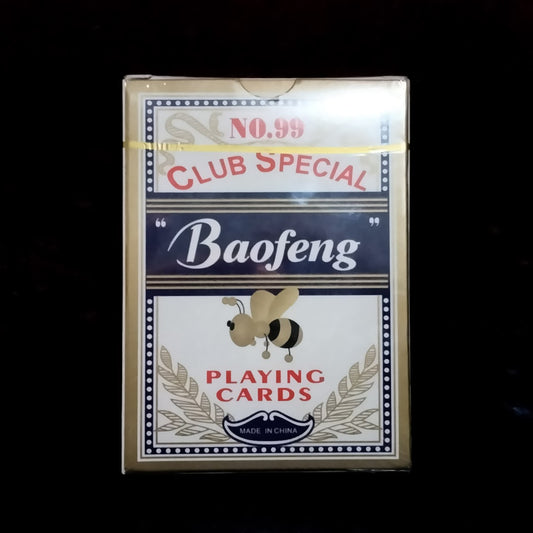 NO.99
CLUB SPECIAL
"Baofeng"
PLAYING
CARDS
MADE IN CHINA